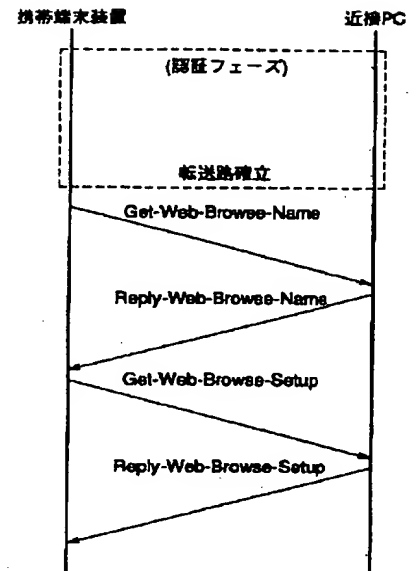 携帯端末装置 近接PC
(認証フェーズ)
転送路確立
Get-Web-Browse-Name
Reply-Web-Browse-Name
Get-Web-Browse-Setup
Reply-Web-Browse-Setup